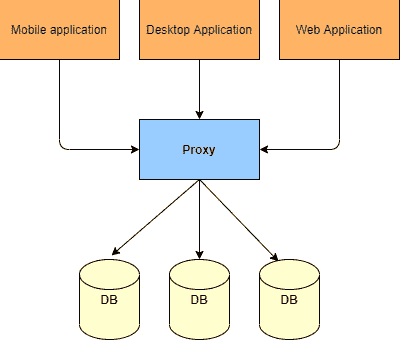 Mobile application
Desktop Application
Web Application
Proxy
DB
DB
DB